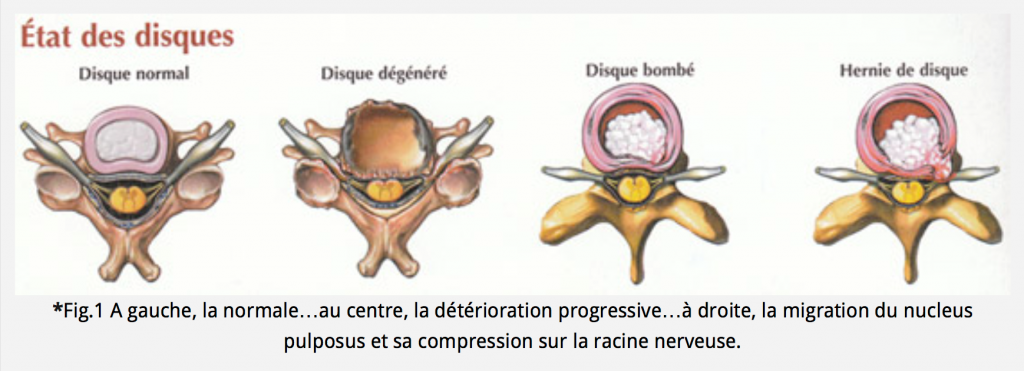 État des disques
Disque normal
Disque dégénéré
Disque bombé
Hernie de disque
*Fig.1 A gauche, la normale…au centre, la détérioration progressive…à droite, la migration du nucleus
pulposus et sa compression sur la racine nerveuse.